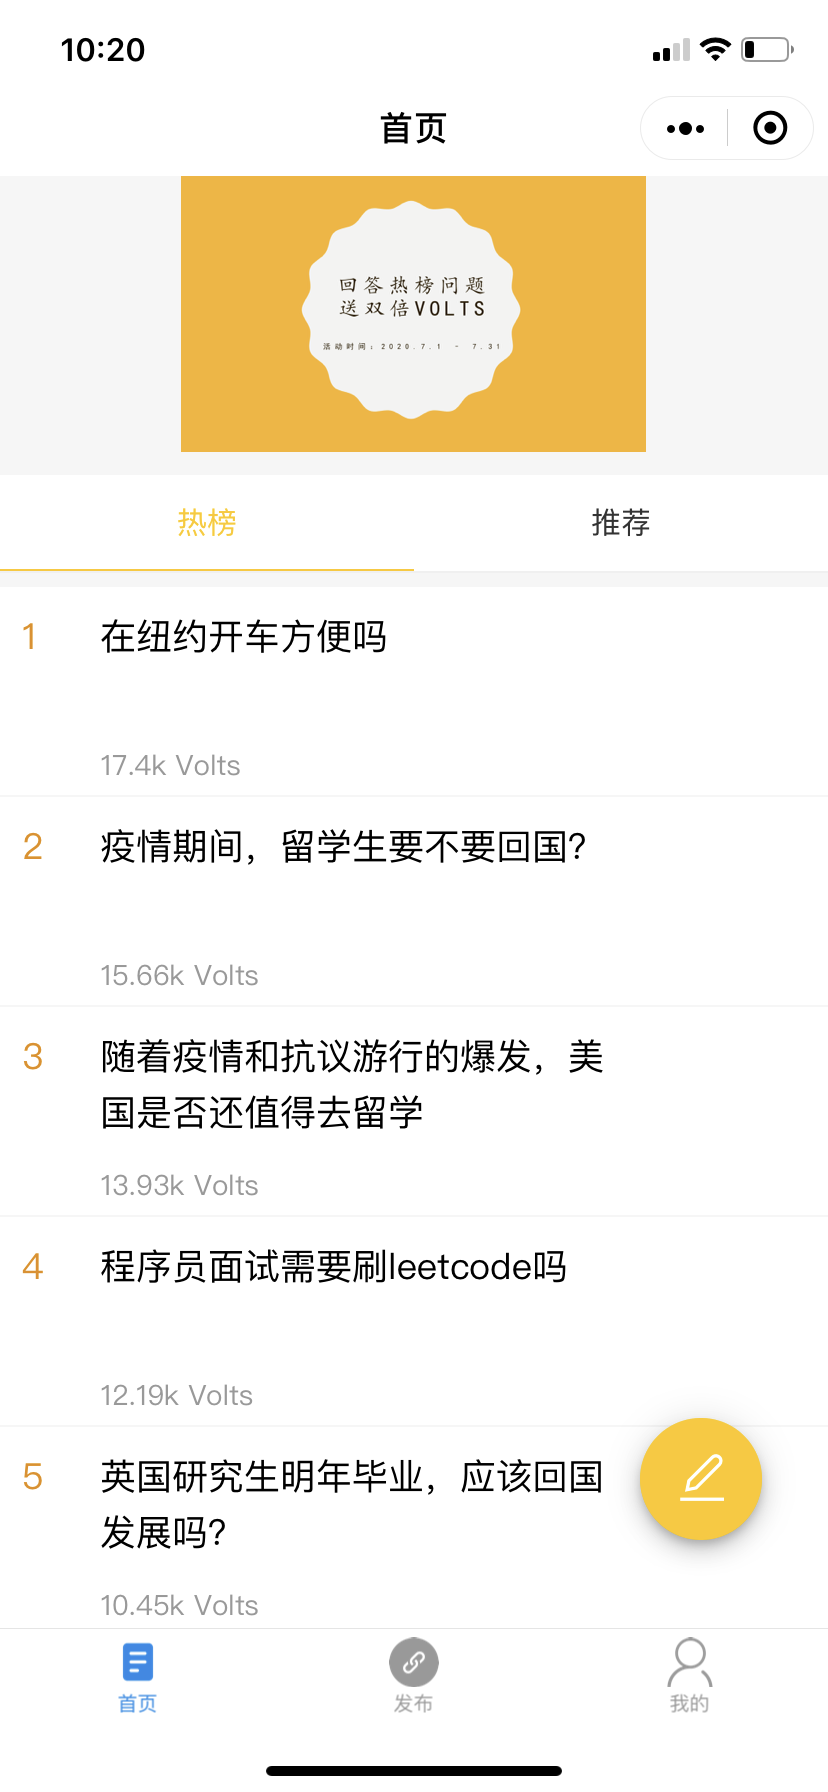 10:20
首页
回答热榜问题
送双倍VOLTS
活动时间：2020.7.1 - 7.31
热榜 推荐
1 在纽约开车方便吗
17.4k Volts
2 疫情期间，留学生要不要回国？
15.66k Volts
3 随着疫情和抗议游行的爆发，美
国是否还值得去留学
13.93k Volts
4 程序员面试需要刷leetcode吗
12.19k Volts
5 英国研究生明年毕业，应该回国
发展吗？
10.45k Volts
首页 发布 我的